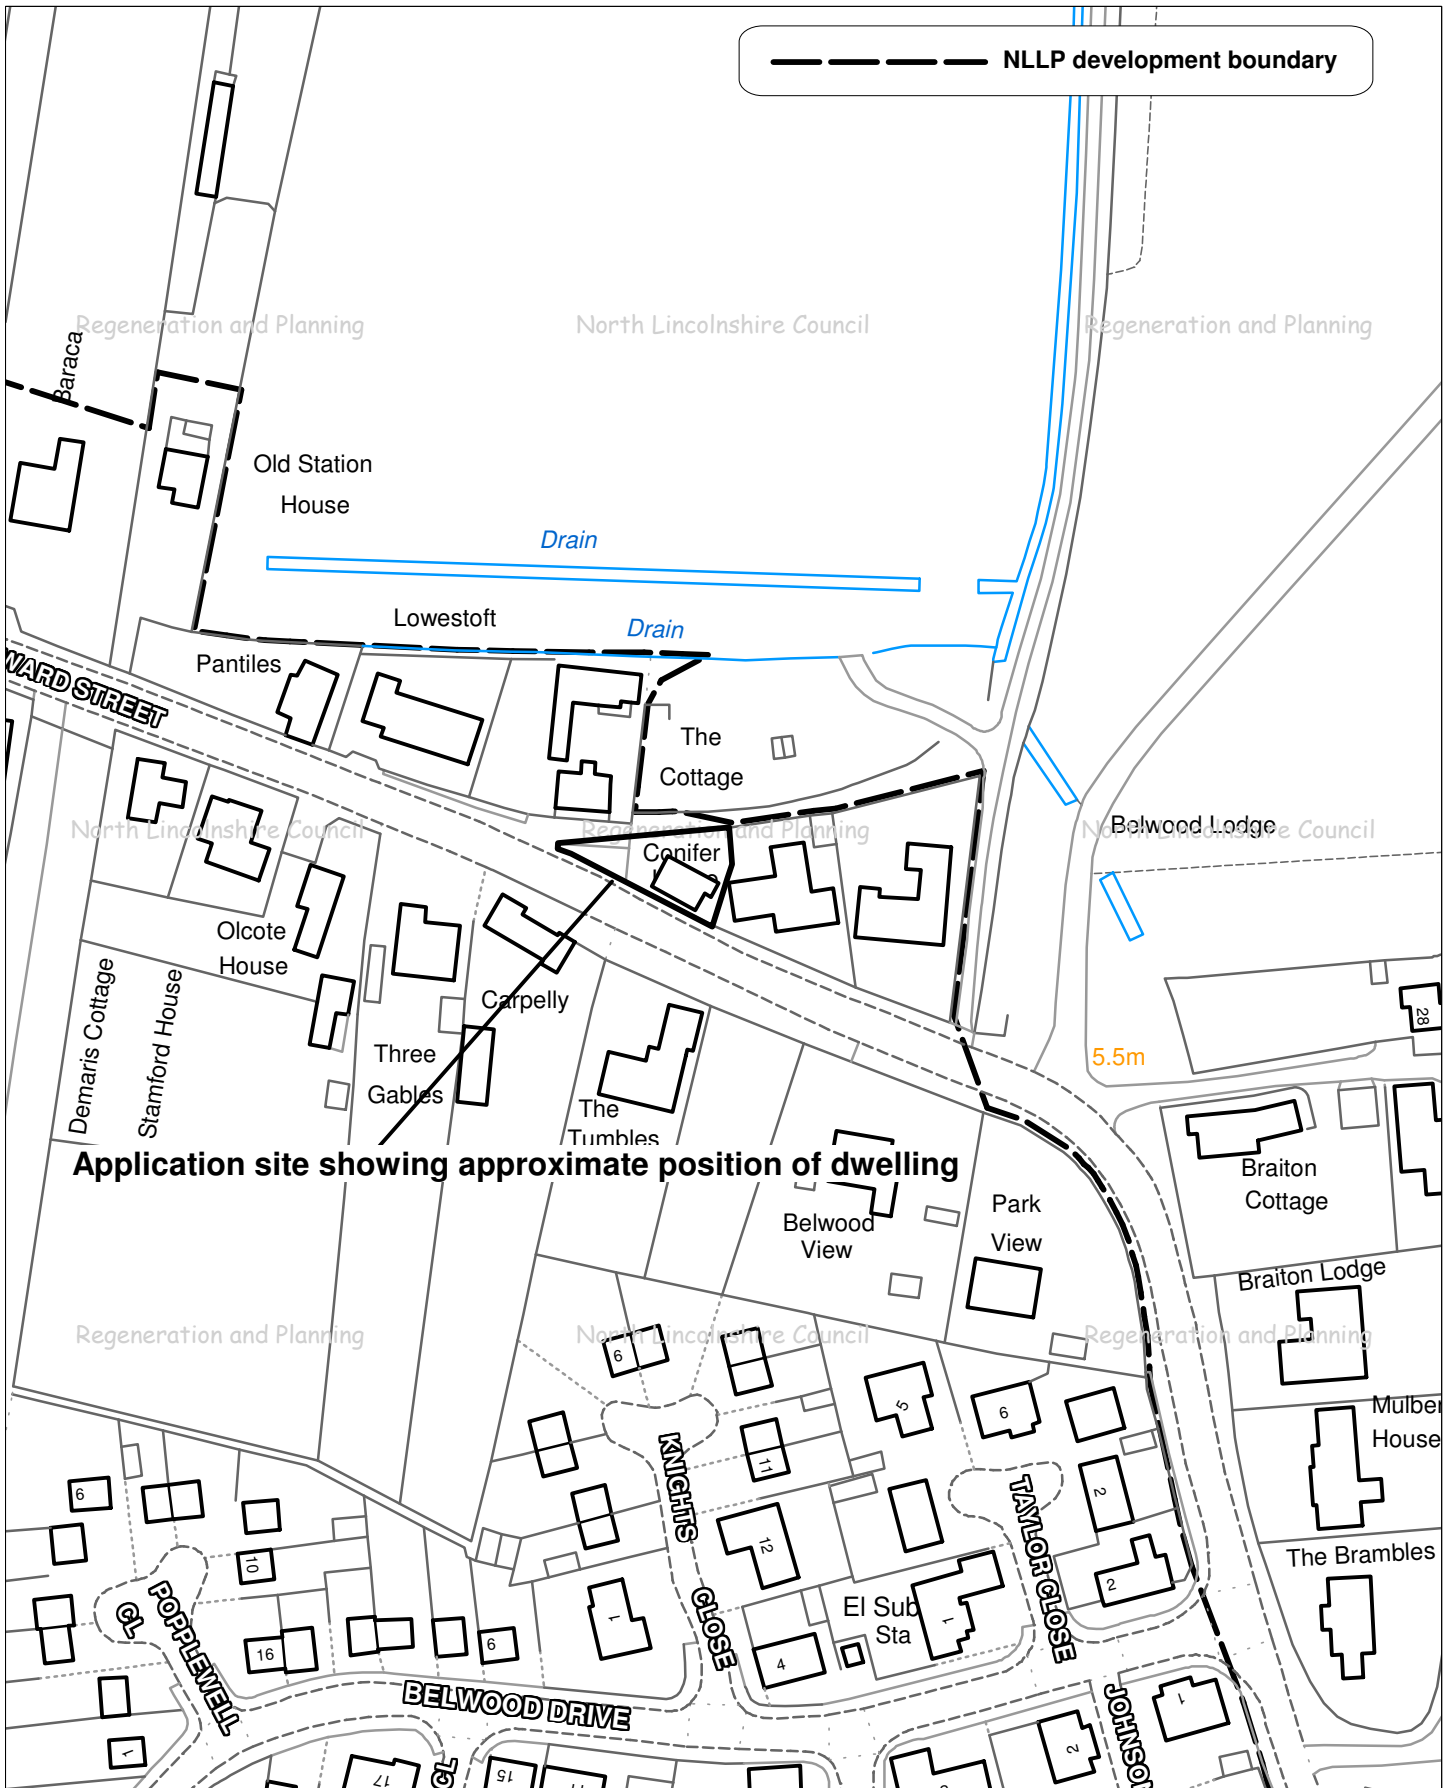 NLLP development boundary
Regeneration and Planning
North Lincolnshire Council
Regeneration and Planning
Baraca
Old Station
House
Drain
Lowestoft
Drain
Pantiles
WARD STREET
The
Cottage
North Lincolnshire Council
Regeneration and Planning
North Lincolnshire Council
Belwood Lodge
Conifer
Olcote
House
Carpelly
Demaris Cottage
Stamford House
Three
Gables
28
5.5m
The
Tumbles
Application site showing approximate position of dwelling
Braiton
Cottage
Belwood
View
Park
View
Braiton Lodge
Regeneration and Planning
North Lincolnshire Council
Regeneration and Planning
6
5
6
Mulber
House
KNIGHTS
CLOSE
11
TAYLOR CLOSE
2
6
12
10
The Brambles
POPPLEWELL
CL
1
El Sub
Sta
1
2
16
6
4
BELWOOD DRIVE
JOHNSO
1
1
2
17
CL
15